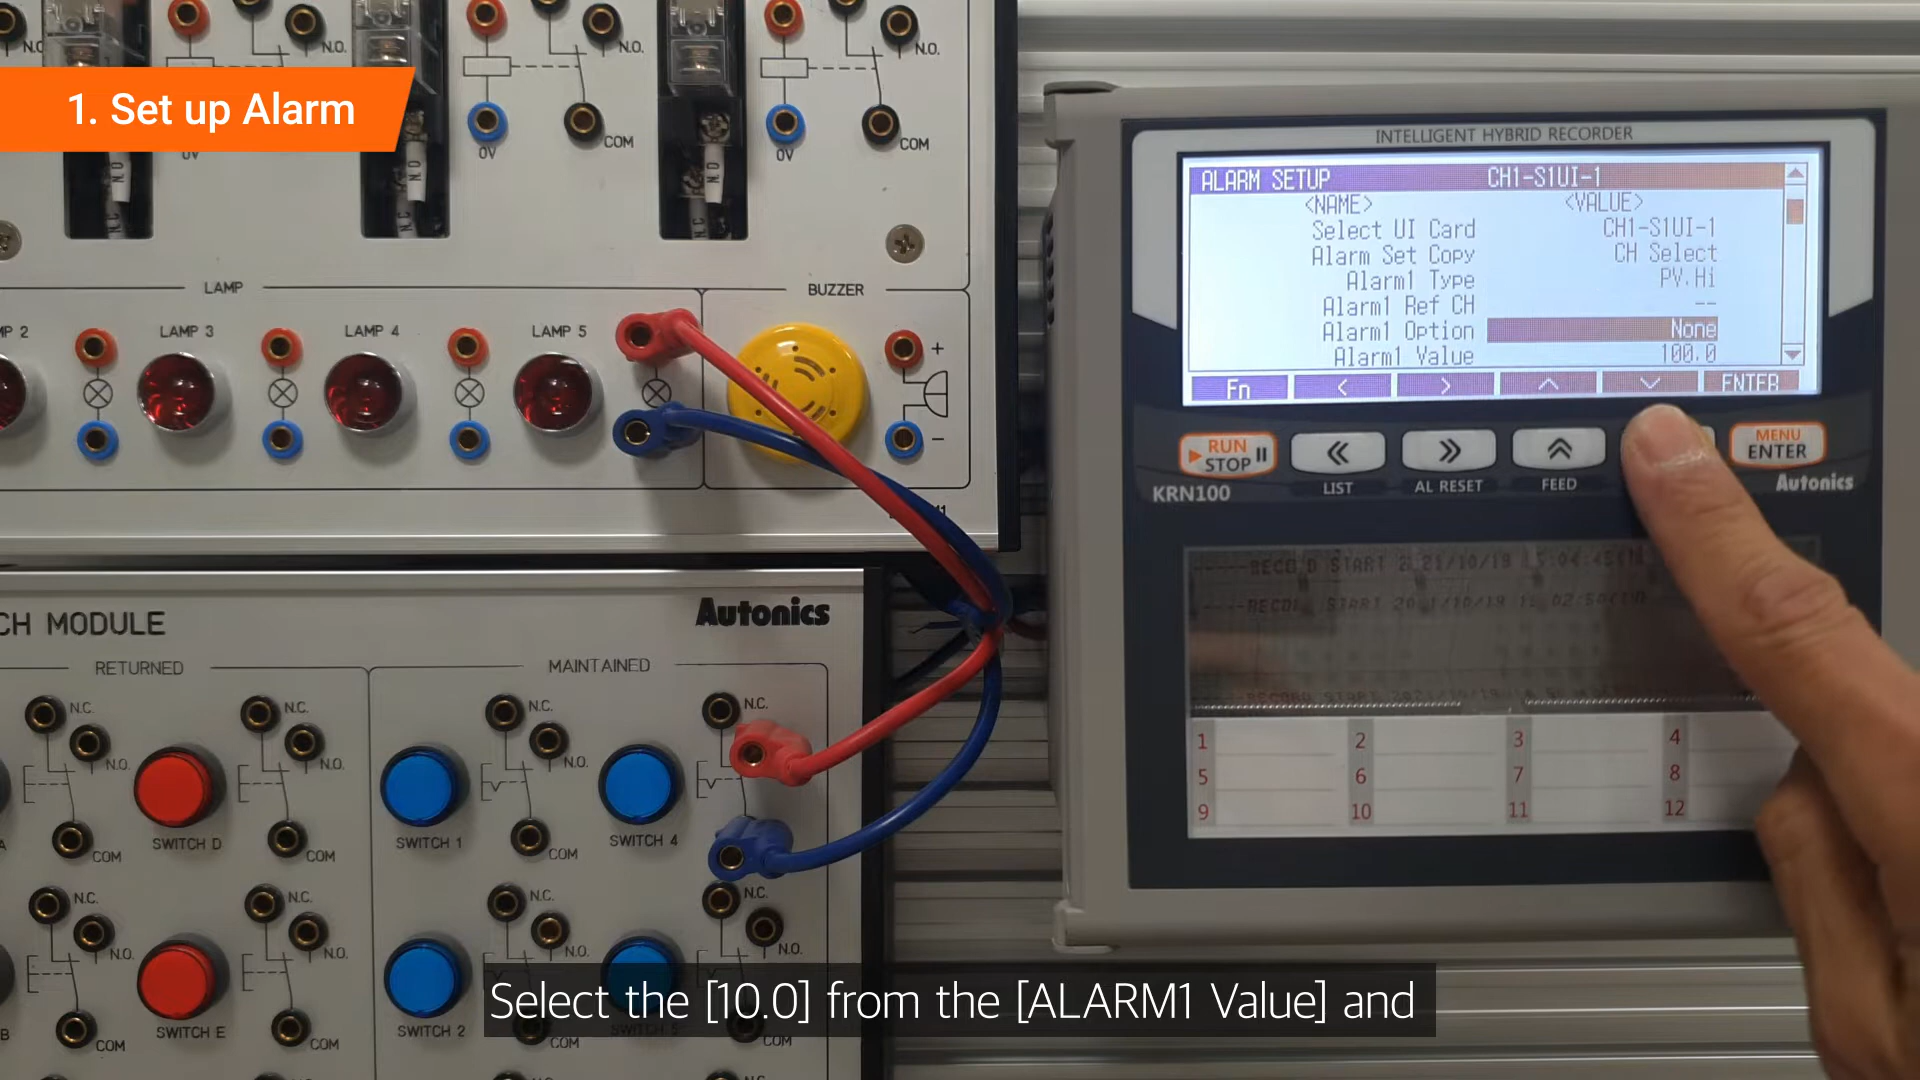 1. Set up Alarm
N.O.
N.O.
N.O.
N.O.
0V
0V
COM
0V
COM
N.O
N.C
N.O
N.C
N.O
N.C
LAMP
BUZZER
LAMP 3
LAMP 4
LAMP 5
+
-
CH MODULE
Autonics
RETURNED
MAINTAINED
N.C.
N.C.
N.C.
N.C.
N.O.
N.O.
N.O.
SWITCH D
SWITCH 1
SWITCH 4
COM
COM
COM
N.C.
N.C.
N.C.
N.C.
N.O.
N.O.
N.O.
N.O.
B
SWITCH E
SWITCH 2
COM
COM
COM
COM
INTELLIGENT HYBRID RECORDER
ALARM SETUP CH1-S1UI-1
<NAME> <VALUE>
Select UI Card CH1-S1UI-1
Alarm Set Copy CH Select
Alarm1 Type PV.Hi
Alarm1 Ref CH --
Alarm1 Option None
Alarm1 Value 100.0
Fn < > ENTER
RUN
STOP
MENU
ENTER
KRN100
LIST
AL RESET
FEED
Autonics
1 2 3 4
5 6 7 8
9 10 11 12
Select the [10.0] from the [ALARM1 Value] and